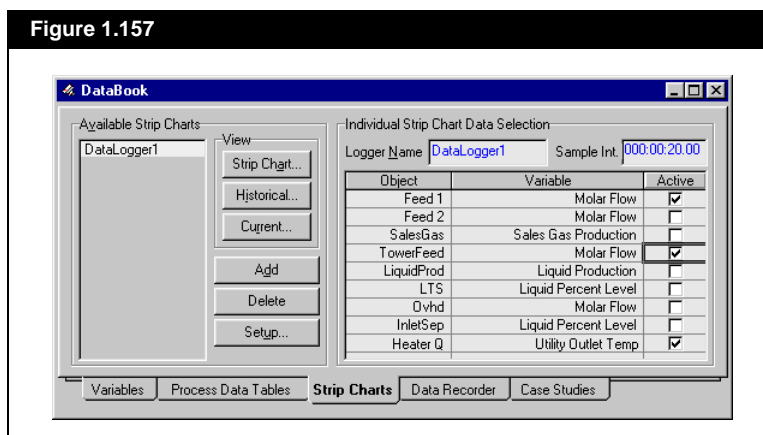 Figure 1.157
DataBook
Available Strip Charts
DataLogger1
View
Strip Chart...
Historical...
Current...
Add
Delete
Setup...
Individual Strip Chart Data Selection
Logger Name DataLogger1 Sample Int. 000:00:20.00
Object Variable Active
Feed 1 Molar Flow
Feed 2 Molar Flow
SalesGas Sales Gas Production
TowerFeed Molar Flow
LiquidProd Liquid Production
LTS Liquid Percent Level
Ovhd Molar Flow
InletSep Liquid Percent Level
Heater Q Utility Outlet Temp
Variables Process Data Tables Strip Charts Data Recorder Case Studies